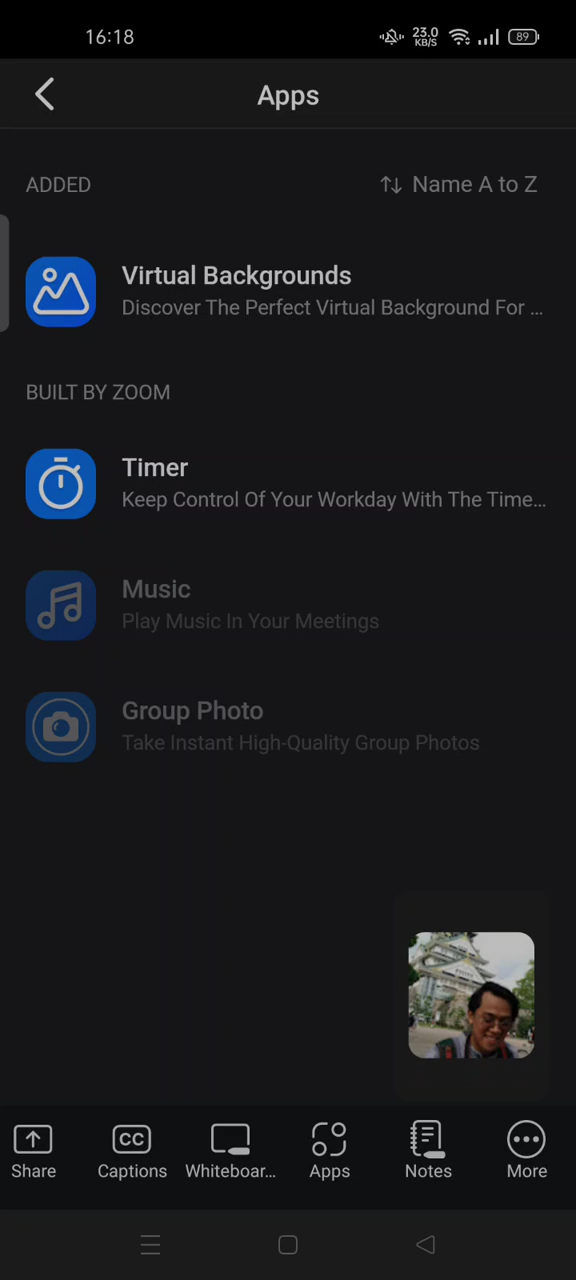 16:18
23.0
KB/S
89
Apps
ADDED
Name A to Z
Virtual Backgrounds
Discover The Perfect Virtual Background For ...
BUILT BY ZOOM
Timer
Keep Control Of Your Workday With The Time...
Music
Play Music In Your Meetings
Group Photo
Take Instant High-Quality Group Photos
Share
CC
Captions
Whiteboar...
Apps
Notes
More